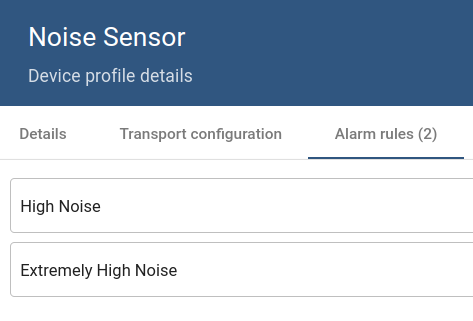 Noise Sensor
Device profile details
Details Transport configuration Alarm rules (2)
High Noise
Extremely High Noise